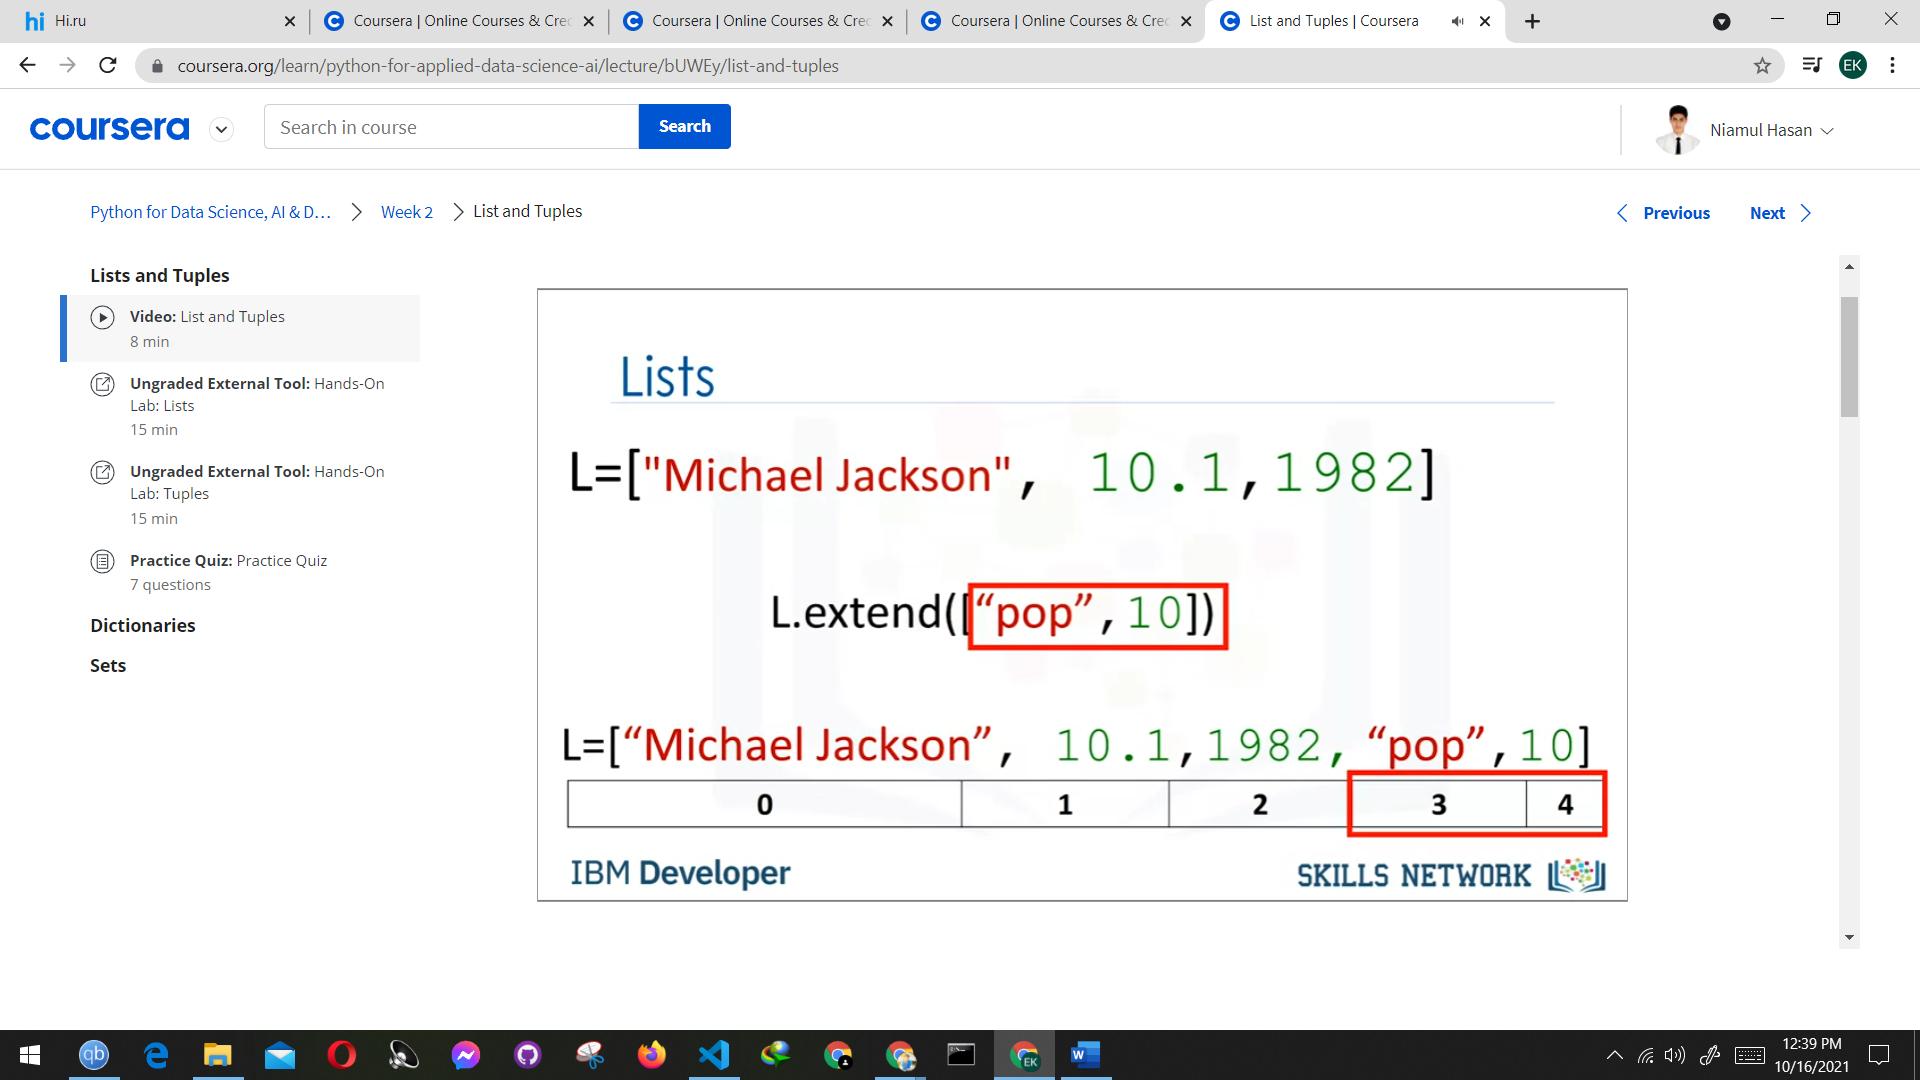 Hi.ru
Coursera | Online Courses & Crec
Coursera | Online Courses & Crec
Coursera | Online Courses & Crec
List and Tuples | Coursera
coursera.org/learn/python-for-applied-data-science-ai/lecture/bUWEy/list-and-tuples
EK
coursera
Search in course
Search
Niamul Hasan
Python for Data Science, AI & D...
Week 2
List and Tuples
Previous
Next
Lists and Tuples
Video: List and Tuples
8 min
Ungraded External Tool: Hands-On
Lab: Lists
15 min
Ungraded External Tool: Hands-On
Lab: Tuples
15 min
Practice Quiz: Practice Quiz
7 questions
Dictionaries
Sets
Lists
L=["Michael Jackson", 10.1,1982]
L.extend([“pop”,10])
L=[“Michael Jackson”, 10.1,1982, “pop”,10]
0 1 2 3 4
IBM Developer
SKILLS NETWORK
12:39 PM
10/16/2021